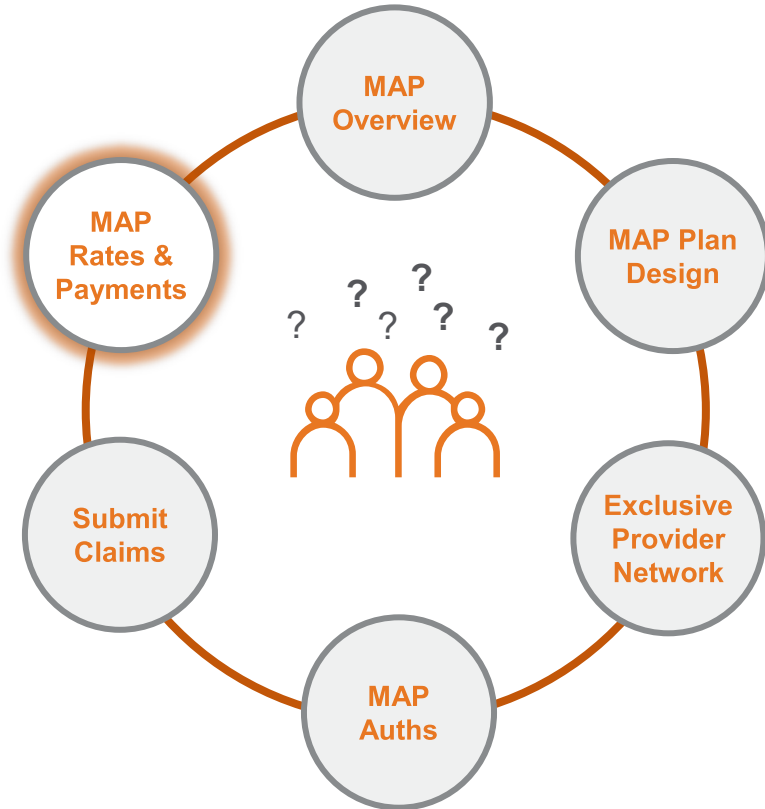 MAP
Overview
MAP
Rates &
Payments
MAP Plan
Design
?
?
?
?
?
?
Submit
Claims
Exclusive
Provider
Network
MAP
Auths